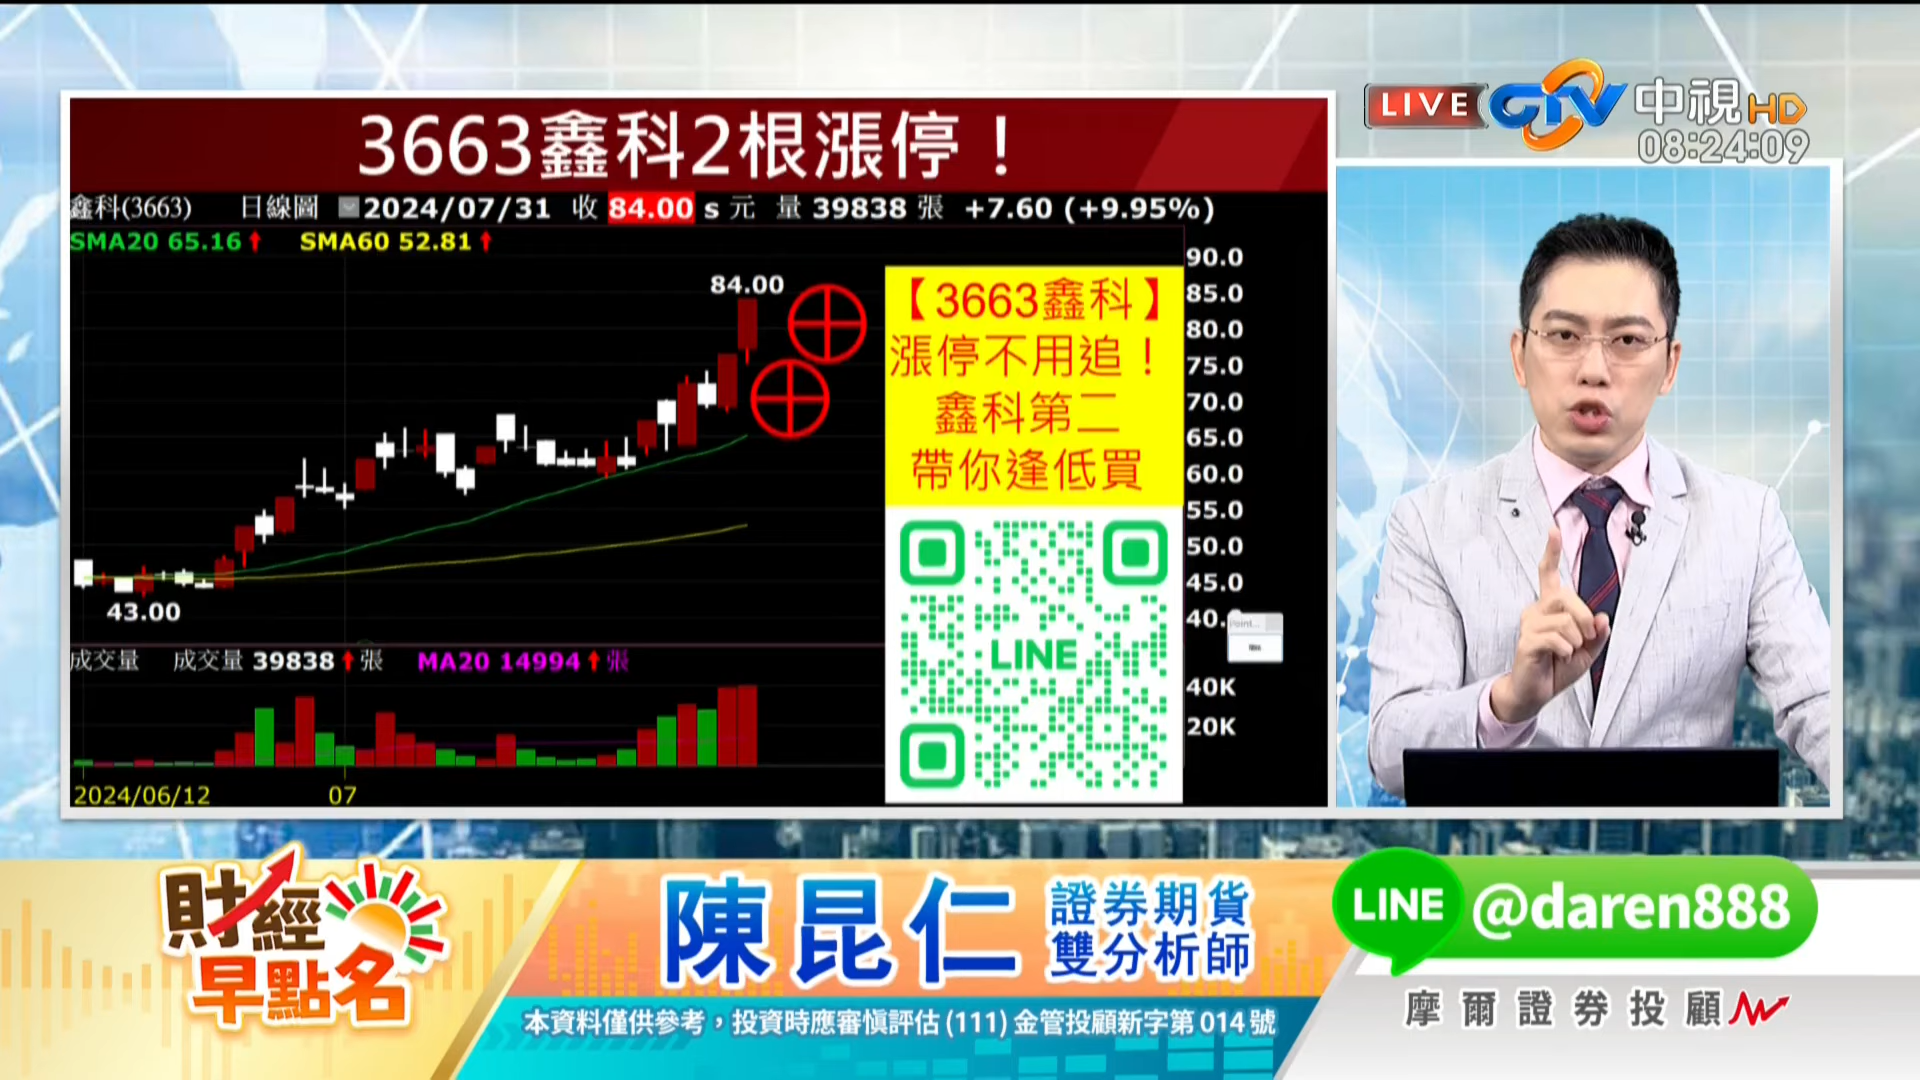 3663鑫科2根漲停！
鑫科(3663) 日線圖 2024/07/31 收 84.00 s 元 量 39838 張 +7.60 (+9.95%)
SMA20 65.16 SMA60 52.81
84.00
43.00
90.0
85.0
80.0
75.0
70.0
65.0
60.0
55.0
50.0
45.0
40.
【3663鑫科】
漲停不用追！
鑫科第二
帶你逢低買
LINE
成交量 成交量 39838 張 MA20 14994 張
40K
20K
2024/06/12 07
LIVE CTV 中視 HD
08:24:09
財經
早點名
陳昆仁
證券期貨
雙分析師
本資料僅供參考，投資時應審慎評估 (111) 金管投顧新字第 014 號
LINE @daren888
摩爾證券投顧